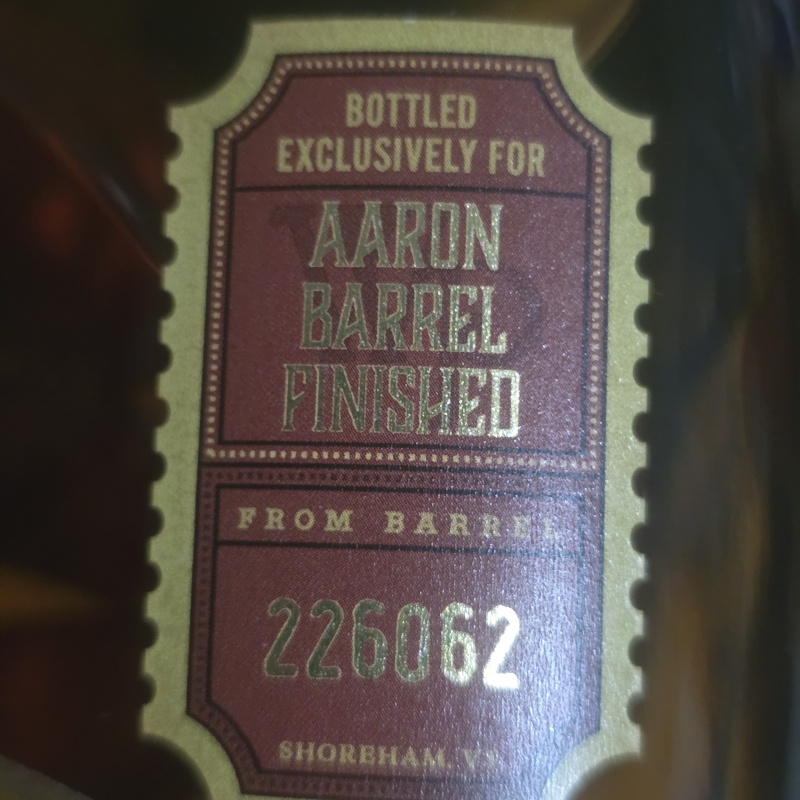 BOTTLED
EXCLUSIVELY FOR
AARON
BARREL
FINISHED
FROM BARREL
226062
SHOREHAM, VT